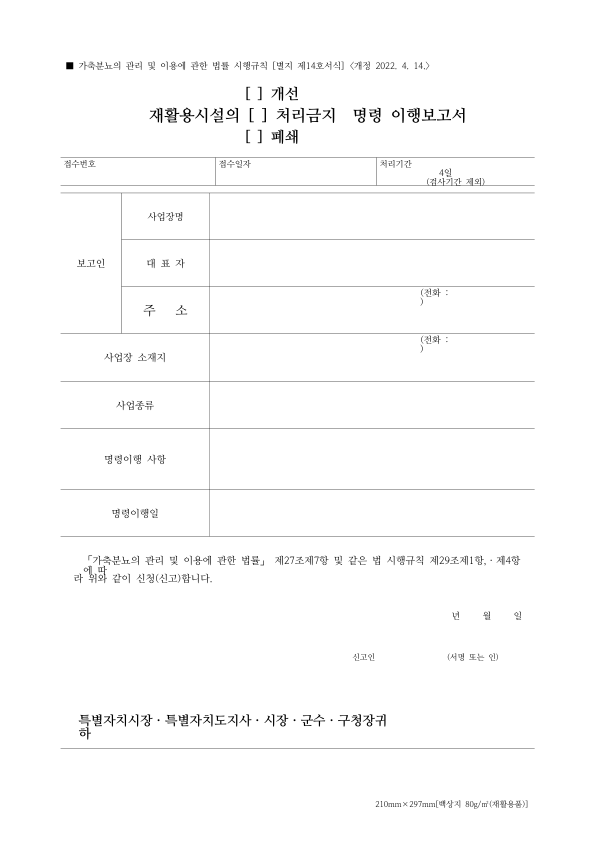 ■ 가축분뇨의 관리 및 이용에 관한 법률 시행규칙 [별지 제14호서식] <개정 2022. 4. 14.>
[ ] 개선
재활용시설의 [ ] 처리금지 명령 이행보고서
[ ] 폐쇄
접수번호 접수일자 처리기간
4일
(검사기간 제외)
보고인
사업장명
대 표 자
주 소
(전화 :
)
사업장 소재지
(전화 :
)
사업종류
명령이행 사항
명령이행일
「가축분뇨의 관리 및 이용에 관한 법률」 제27조제7항 및 같은 법 시행규칙 제29조제1항, · 제4항
에 따
라 위와 같이 신청(신고)합니다.
년 월 일
신고인 (서명 또는 인)
특별자치시장 · 특별자치도지사 · 시장 · 군수 · 구청장귀
하
210mm×297mm[백상지 80g/㎡(재활용품)]